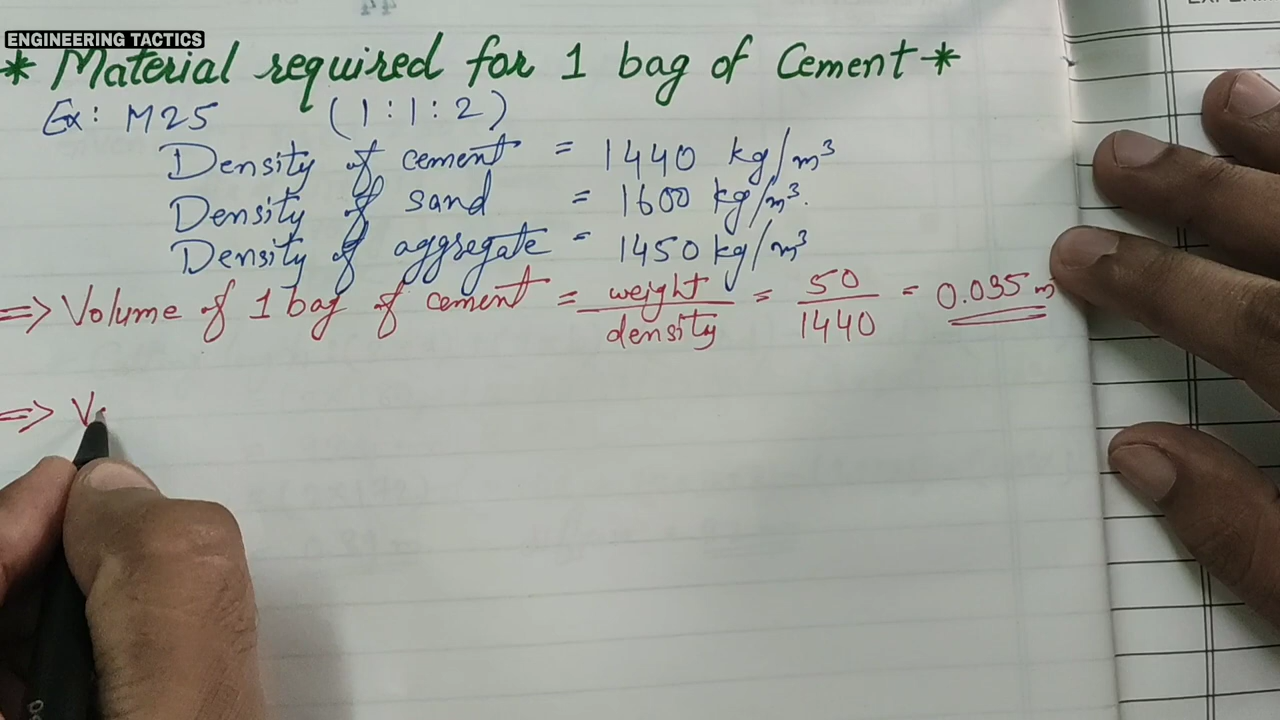 ENGINEERING TACTICS
* Material required for 1 bag of Cement *
Ex: M25 (1:1:2)
Density of cement = 1440 kg/m³
Density of sand = 1600 kg/m³.
Density of aggregate = 1450 kg/m³
=> Volume of 1 bag of cement = weight/density = 50/1440 = 0.035 m
=> V